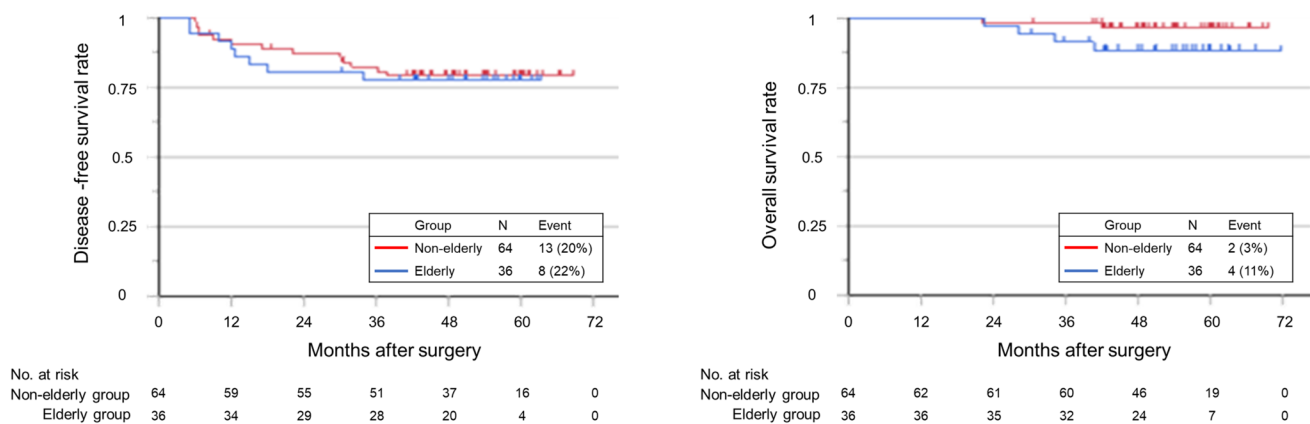 Disease -free survival rate
1
0.75
0.5
0.25
0
Group N Event
Non-elderly 64 13 (20%)
Elderly 36 8 (22%)
0 12 24 36 48 60 72
Months after surgery
No. at risk
Non-elderly group 64 59 55 51 37 16 0
Elderly group 36 34 29 28 20 4 0
Overall survival rate
1
0.75
0.5
0.25
0
Group N Event
Non-elderly 64 2 (3%)
Elderly 36 4 (11%)
0 12 24 36 48 60 72
Months after surgery
No. at risk
Non-elderly group 64 62 61 60 46 19 0
Elderly group 36 36 35 32 24 7 0